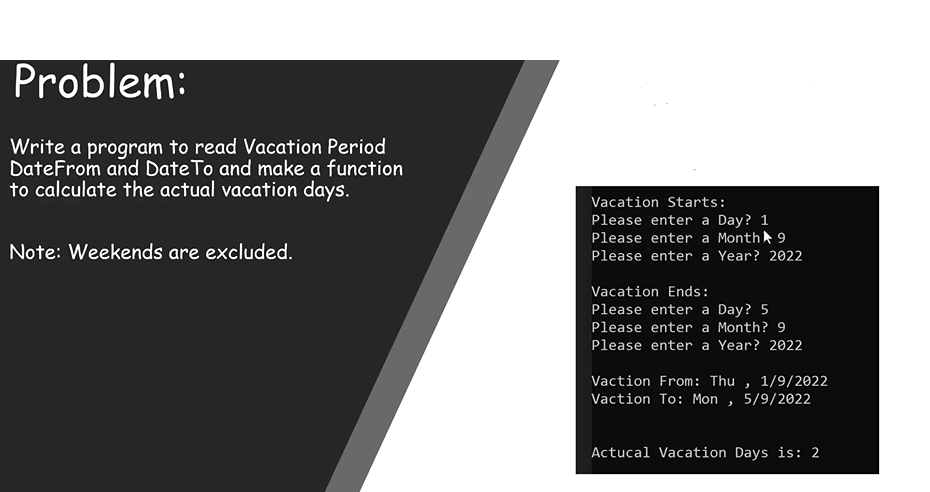 Problem:
Write a program to read Vacation Period
DateFrom and DateTo and make a function
to calculate the actual vacation days.
Note: Weekends are excluded.
Vacation Starts:
Please enter a Day? 1
Please enter a Month? 9
Please enter a Year? 2022
Vacation Ends:
Please enter a Day? 5
Please enter a Month? 9
Please enter a Year? 2022
Vaction From: Thu , 1/9/2022
Vaction To: Mon , 5/9/2022
Actucal Vacation Days is: 2